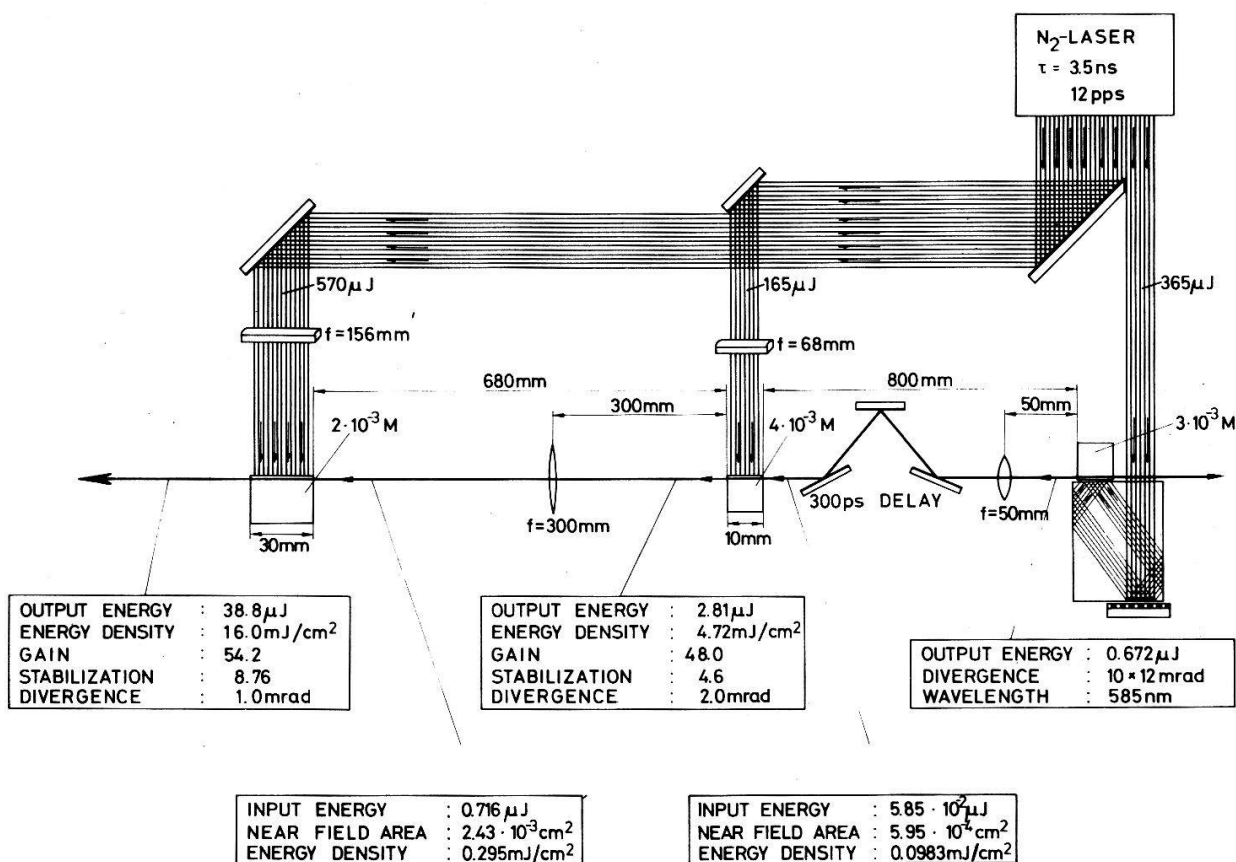 N₂-LASER
τ = 3.5ns
12pps
570μJ
165μJ
365μJ
f=156mm
f=68mm
680mm
800mm
300mm
50mm
2·10⁻³M
4·10⁻³M
3·10⁻³M
300ps DELAY
f=300mm
f=50mm
30mm
10mm
OUTPUT ENERGY : 38.8μJ
ENERGY DENSITY : 16.0mJ/cm²
GAIN : 54.2
STABILIZATION : 8.76
DIVERGENCE : 1.0mrad
OUTPUT ENERGY : 2.81μJ
ENERGY DENSITY : 4.72mJ/cm²
GAIN : 48.0
STABILIZATION : 4.6
DIVERGENCE : 2.0mrad
OUTPUT ENERGY : 0.672μJ
DIVERGENCE : 10×12mrad
WAVELENGTH : 585nm
INPUT ENERGY : 0.716μJ
NEAR FIELD AREA : 2.43·10⁻³cm²
ENERGY DENSITY : 0.295mJ/cm²
INPUT ENERGY : 5.85·10⁻²μJ
NEAR FIELD AREA : 5.95·10⁻⁴cm²
ENERGY DENSITY : 0.0983mJ/cm²